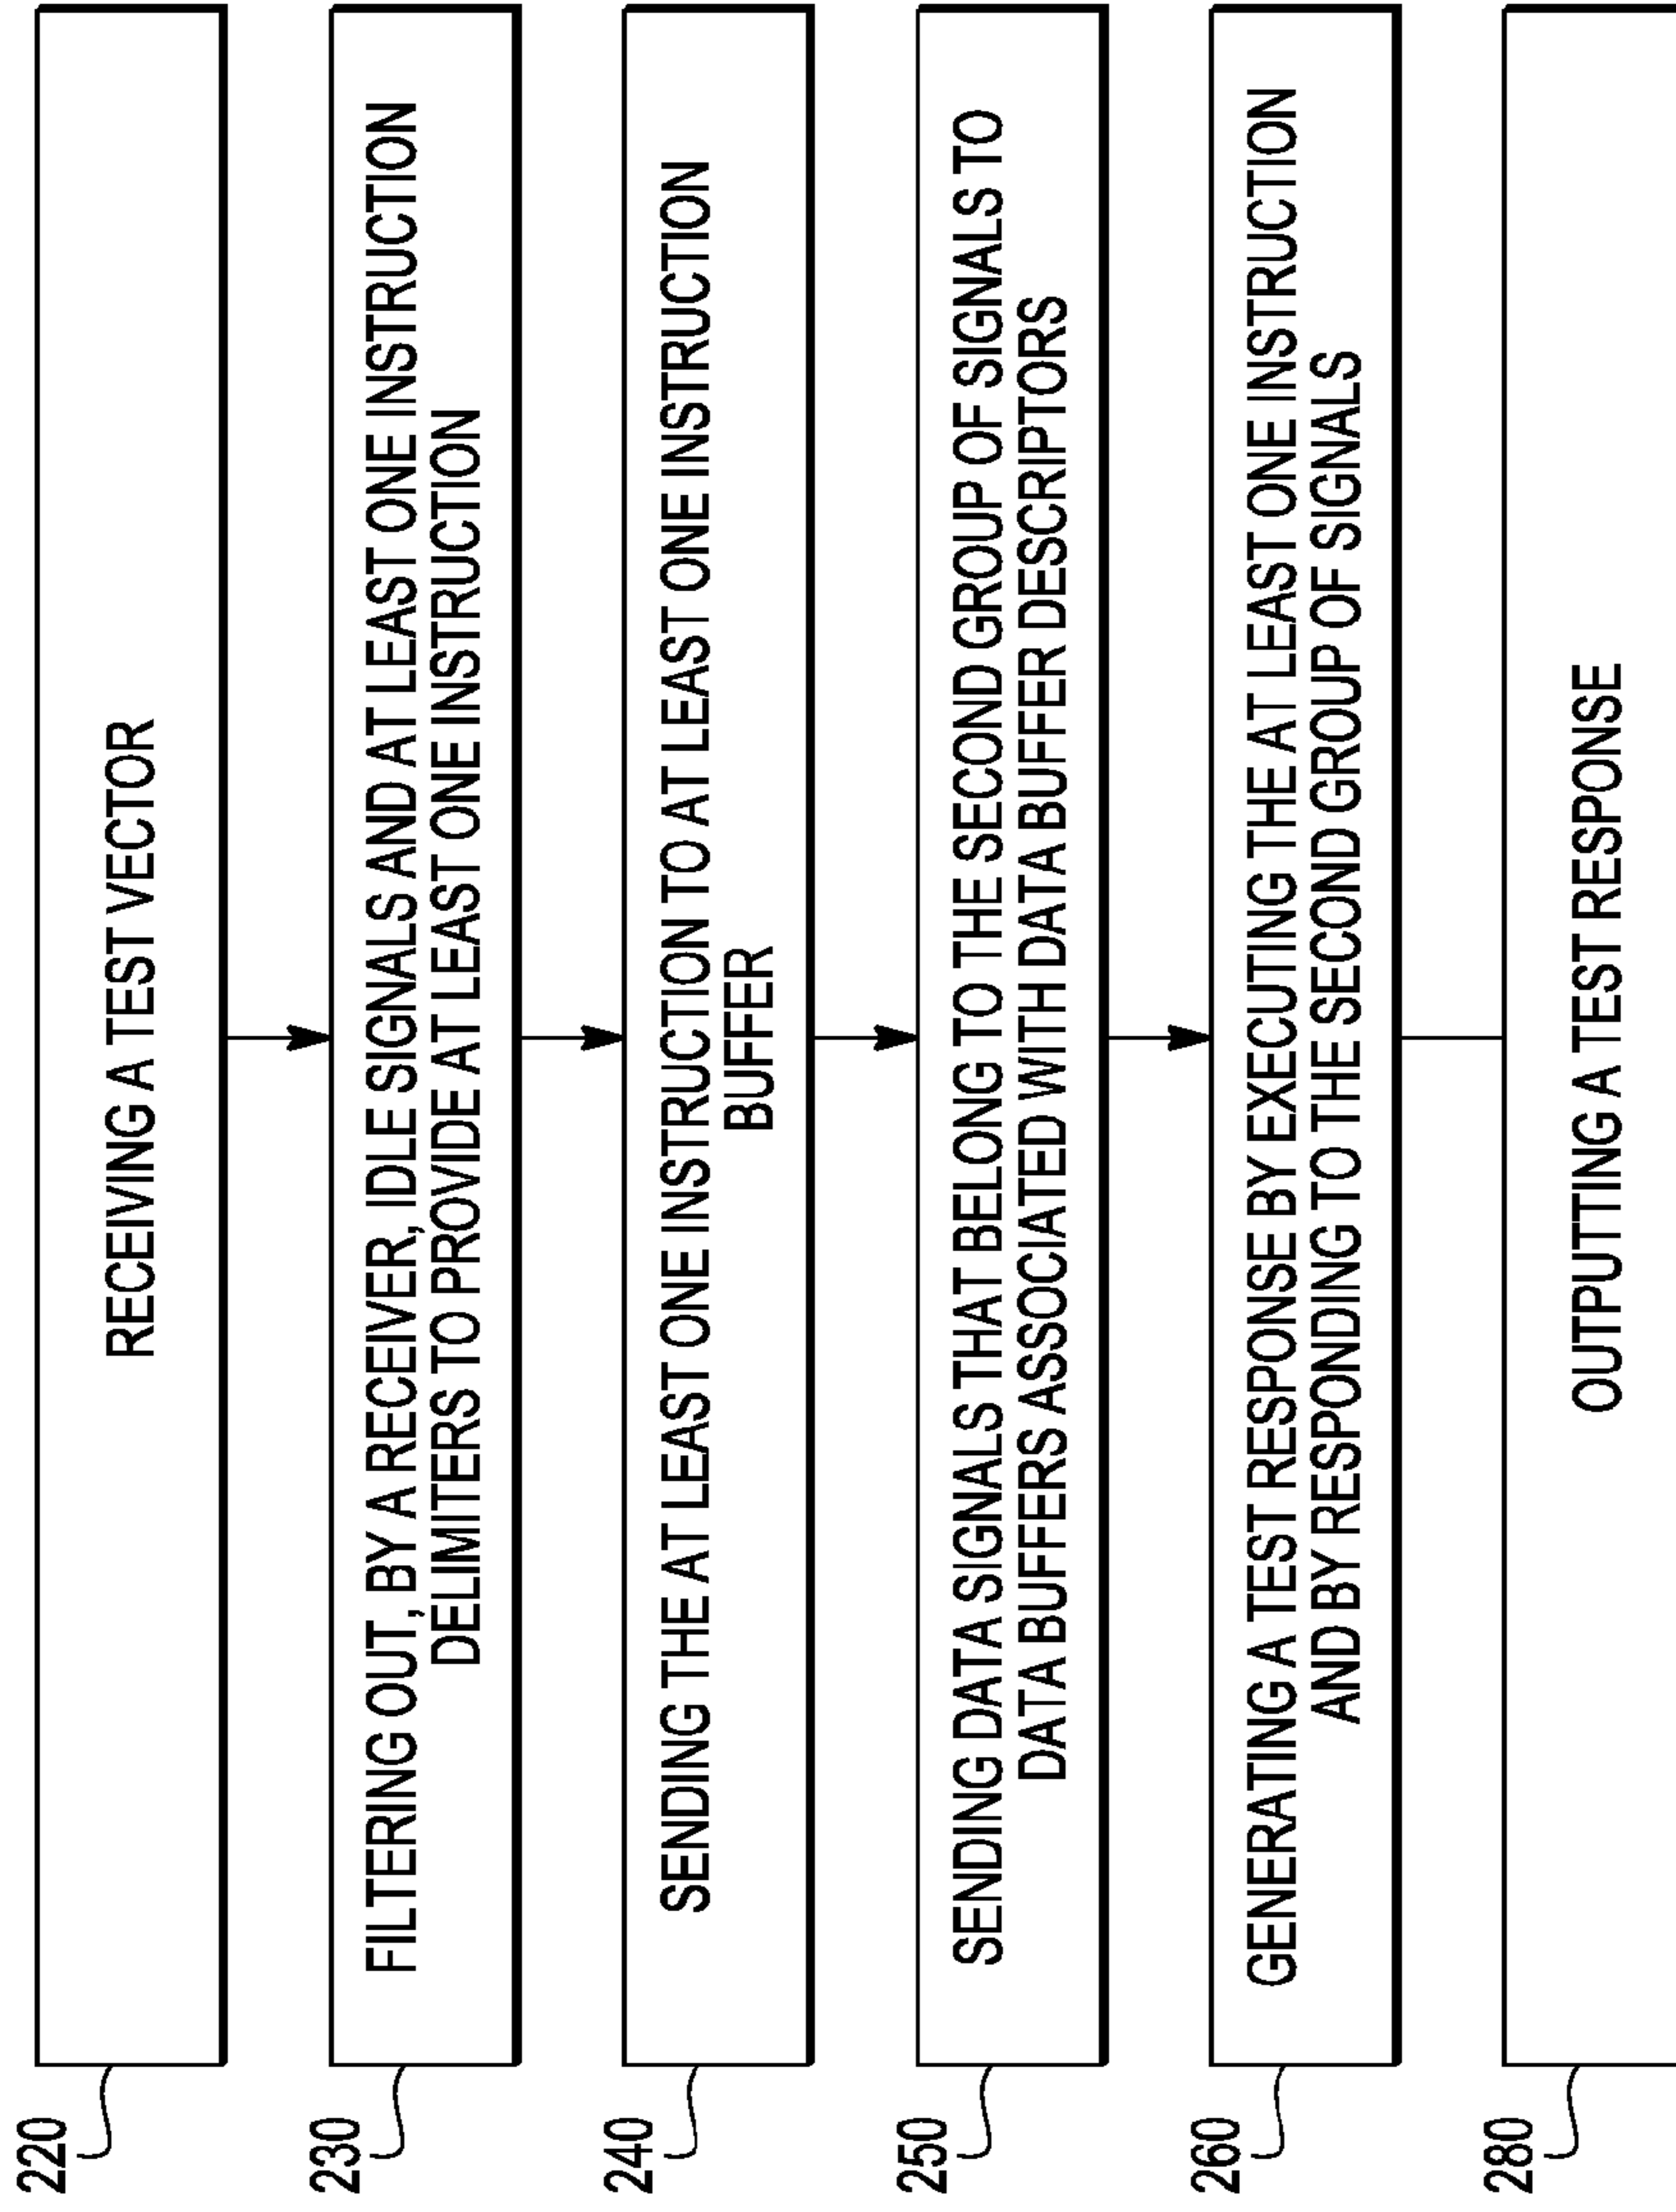 220
RECEIVING A TEST VECTOR
230
FILTERING OUT, BY A RECEIVER, IDLE SIGNALS AND AT LEAST ONE INSTRUCTION
DELIMITERS TO PROVIDE AT LEAST ONE INSTRUCTION
240
SENDING THE AT LEAST ONE INSTRUCTION TO AT LEAST ONE INSTRUCTION
BUFFER
250
SENDING DATA SIGNALS THAT BELONG TO THE SECOND GROUP OF SIGNALS TO
DATA BUFFERS ASSOCIATED WITH DATA BUFFER DESCRIPTORS
260
GENERATING A TEST RESPONSE BY EXECUTING THE AT LEAST ONE INSTRUCTION
AND BY RESPONDING TO THE SECOND GROUP OF SIGNALS
280
OUTPUTTING A TEST RESPONSE